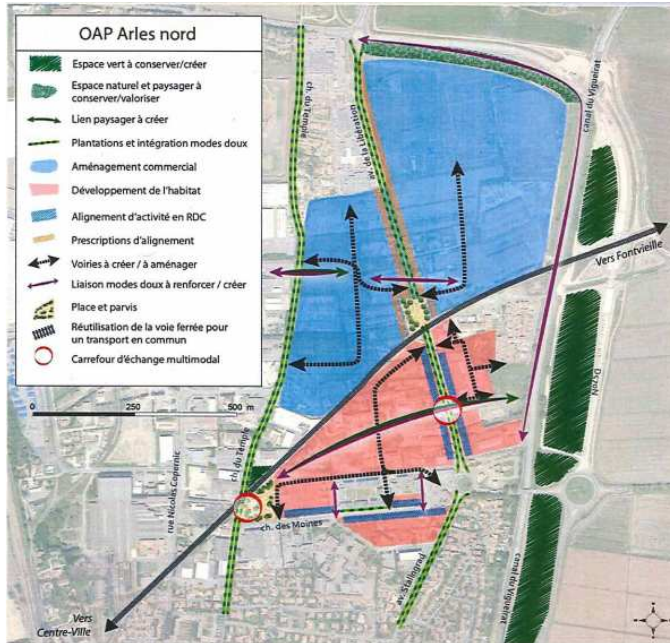 OAP Arles nord
Espace vert à conserver/créer
Espace naturel et paysager à
conserver/valoriser
Lien paysager à créer
Plantations et intégration modes doux
Aménagement commercial
Développement de l'habitat
Alignement d'activité en RDC
Prescriptions d'alignement
Voiries à créer / à aménager
Liaison modes doux à renforcer / créer
Place et parvis
Réutilisation de la voie ferrée pour
un transport en commun
Carrefour d'échange multimodal
0
500 m
ch. du Temple
av. de la Libération
canal du Vigueirat
Vers Fontvieille
ch. du Temple
rue Nicolas Copernic
ch. des Moines
av. Stalingrad
canal du Vigueirat
Vers
Centre-Ville